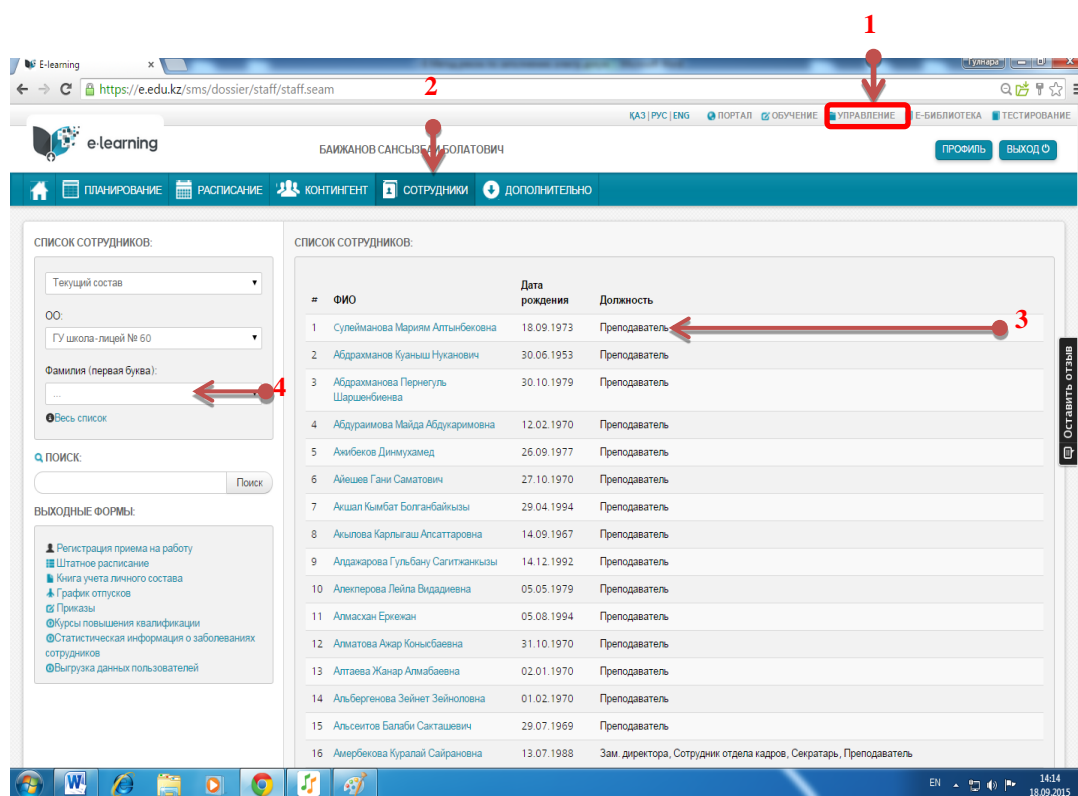 1
E-learning
Гулнара
https://e.edu.kz/sms/dossier/staff/staff.seam
2
ҚАЗ | РУС | ENG ПОРТАЛ ОБУЧЕНИЕ УПРАВЛЕНИЕ Е-БИБЛИОТЕКА ТЕСТИРОВАНИЕ
e-learning
БАИЖАНОВ САНСЫЗБАЙ БОЛАТОВИЧ
ПРОФИЛЬ ВЫХОД
ПЛАНИРОВАНИЕ РАСПИСАНИЕ КОНТИНГЕНТ СОТРУДНИКИ ДОПОЛНИТЕЛЬНО
СПИСОК СОТРУДНИКОВ:
Текущий состав
ОО:
ГУ школа-лицей № 60
Фамилия (первая буква):
...
4
Весь список
ПОИСК:
Поиск
ВЫХОДНЫЕ ФОРМЫ:
Регистрация приема на работу
Штатное расписание
Книга учета личного состава
График отпусков
Приказы
Курсы повышения квалификации
Статистическая информация о заболеваниях
сотрудников
Выгрузка данных пользователей
СПИСОК СОТРУДНИКОВ:
# ФИО Дата рождения Должность
1 Сулейманова Мариям Алтынбековна 18.09.1973 Преподаватель
3
2 Абдрахманов Куаныш Нуканович 30.06.1953 Преподаватель
3 Абдрахманова Пернегуль 30.10.1979 Преподаватель
Шаршенбиенва
4 Абдураимова Майда Абдукаримовна 12.02.1970 Преподаватель
5 Ажибеков Динмухамед 26.09.1977 Преподаватель
6 Айешев Гани Саматович 27.10.1970 Преподаватель
7 Акшал Кымбат Болганбайкызы 29.04.1994 Преподаватель
8 Акылова Карлыгаш Апсаттаровна 14.09.1967 Преподаватель
9 Алдажарова Гульбану Сагитжанкызы 14.12.1992 Преподаватель
10 Алекперова Лейла Видадиевна 05.05.1979 Преподаватель
11 Алмасхан Еркежан 05.08.1994 Преподаватель
12 Алматова Ажар Конысбаевна 31.10.1970 Преподаватель
13 Алтаева Жанар Алмабаевна 02.01.1970 Преподаватель
14 Альбергенова Зейнет Зейноловна 01.02.1970 Преподаватель
15 Альсеитов Балаби Сакташевич 29.07.1969 Преподаватель
16 Амербекова Куралай Сайрановна 13.07.1988 Зам. директора, Сотрудник отдела кадров, Секратарь, Преподаватель
Оставить отзыв
EN 14:14
18.09.2015